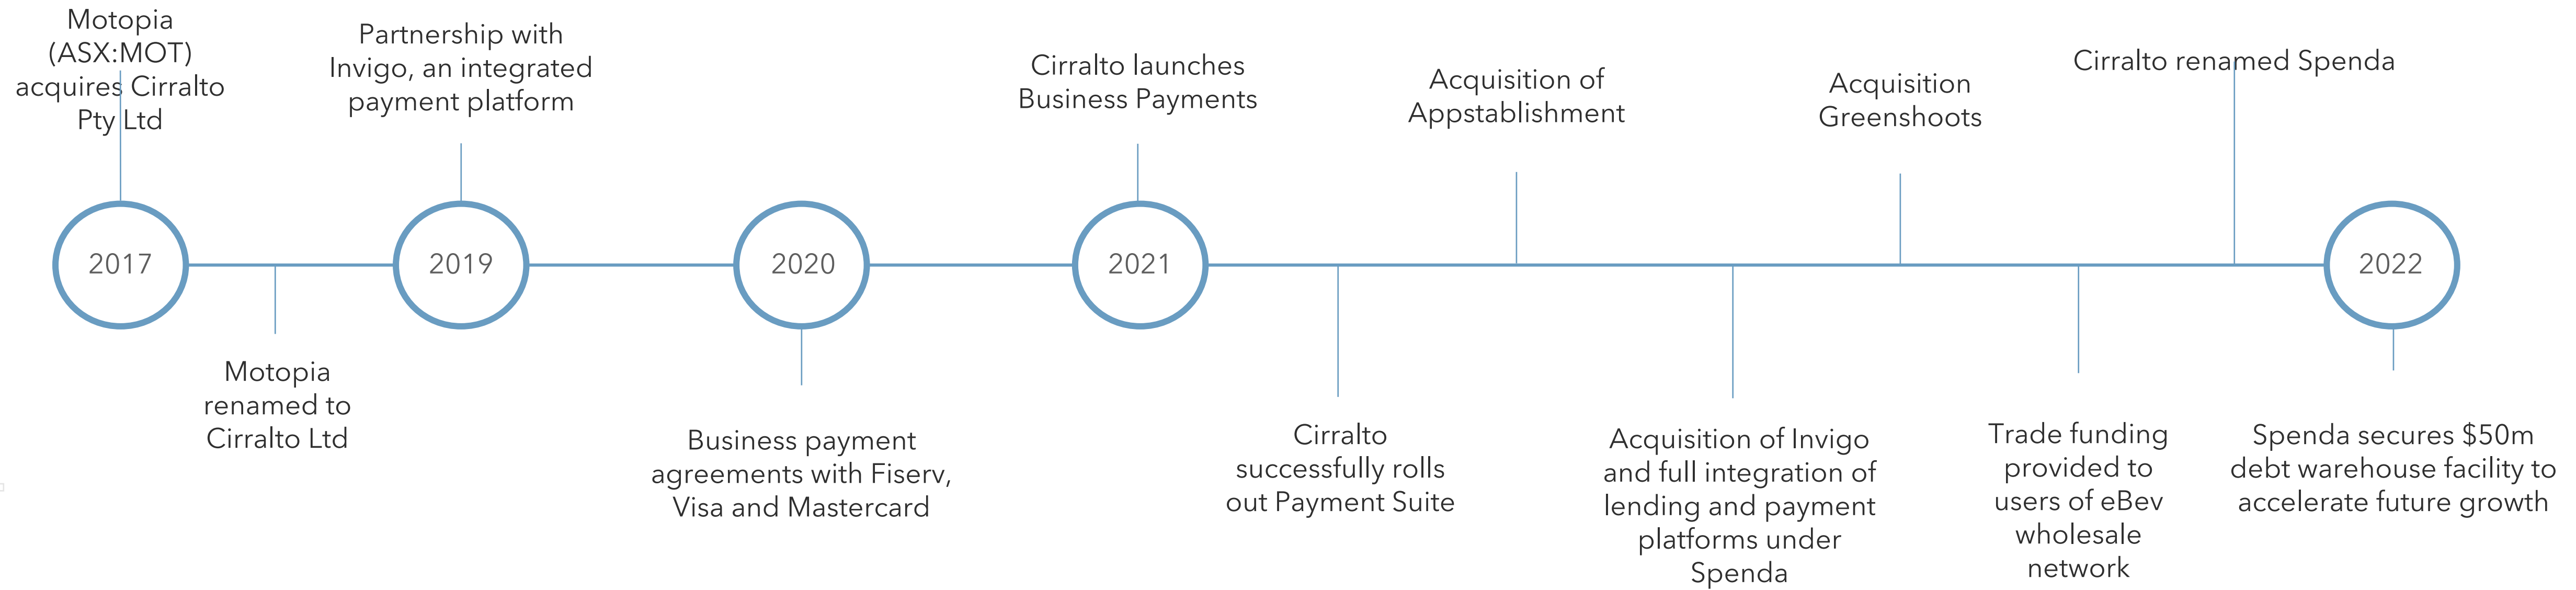 Motopia
(ASX:MOT)
acquires Cirralto
Pty Ltd
Partnership with
Invigo, an integrated
payment platform
Cirralto launches
Business Payments
Acquisition of
Appstablishment
Acquisition
Greenshoots
Cirralto renamed Spenda
2017
2019
2020
2021
2022
Motopia
renamed to
Cirralto Ltd
Business payment
agreements with Fiserv,
Visa and Mastercard
Cirralto
successfully rolls
out Payment Suite
Acquisition of Invigo
and full integration of
lending and payment
platforms under
Spenda
Trade funding
provided to
users of eBev
wholesale
network
Spenda secures $50m
debt warehouse facility to
accelerate future growth